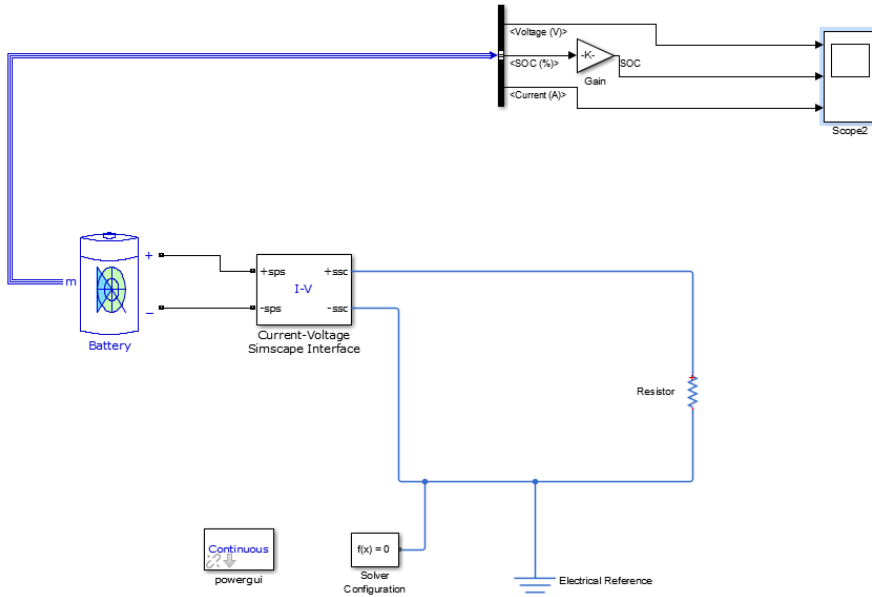 <Voltage (V)>
<SOC (%)>
-K-
SOC
Gain
<Current (A)>
Scope2
m
+
−
Battery
+sps
+ssc
I-V
-sps
-ssc
Current-Voltage
Simscape Interface
Resistor
+
Continuous
powergui
f(x) = 0
Solver
Configuration
Electrical Reference